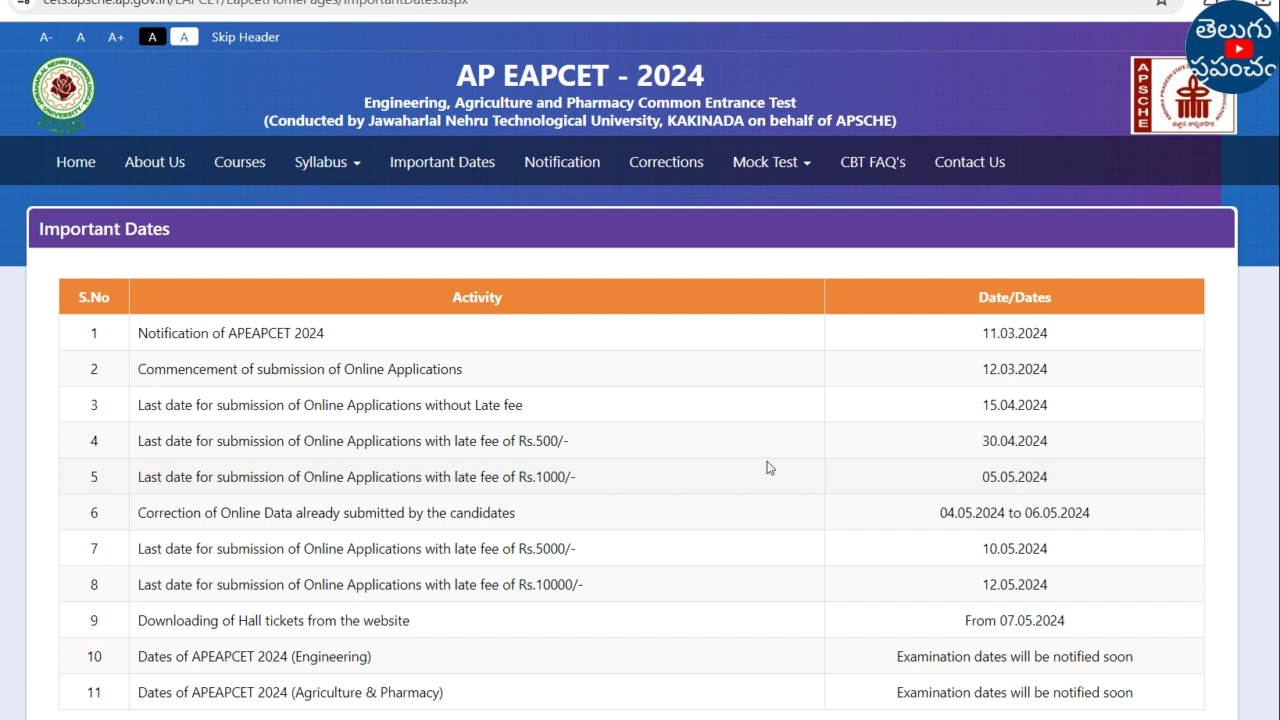 cets.apsche.ap.gov.in/EAPCET/EapcetHomePages/ImportantDates.aspx
తెలుగు
ప్రపంచం
A- A A+ A A Skip Header
AP EAPCET - 2024
Engineering, Agriculture and Pharmacy Common Entrance Test
(Conducted by Jawaharlal Nehru Technological University, KAKINADA on behalf of APSCHE)
APSCHE
Home About Us Courses Syllabus Important Dates Notification Corrections Mock Test CBT FAQ's Contact Us
Important Dates
S.No Activity Date/Dates
1 Notification of APEAPCET 2024 11.03.2024
2 Commencement of submission of Online Applications 12.03.2024
3 Last date for submission of Online Applications without Late fee 15.04.2024
4 Last date for submission of Online Applications with late fee of Rs.500/- 30.04.2024
5 Last date for submission of Online Applications with late fee of Rs.1000/- 05.05.2024
6 Correction of Online Data already submitted by the candidates 04.05.2024 to 06.05.2024
7 Last date for submission of Online Applications with late fee of Rs.5000/- 10.05.2024
8 Last date for submission of Online Applications with late fee of Rs.10000/- 12.05.2024
9 Downloading of Hall tickets from the website From 07.05.2024
10 Dates of APEAPCET 2024 (Engineering) Examination dates will be notified soon
11 Dates of APEAPCET 2024 (Agriculture & Pharmacy) Examination dates will be notified soon